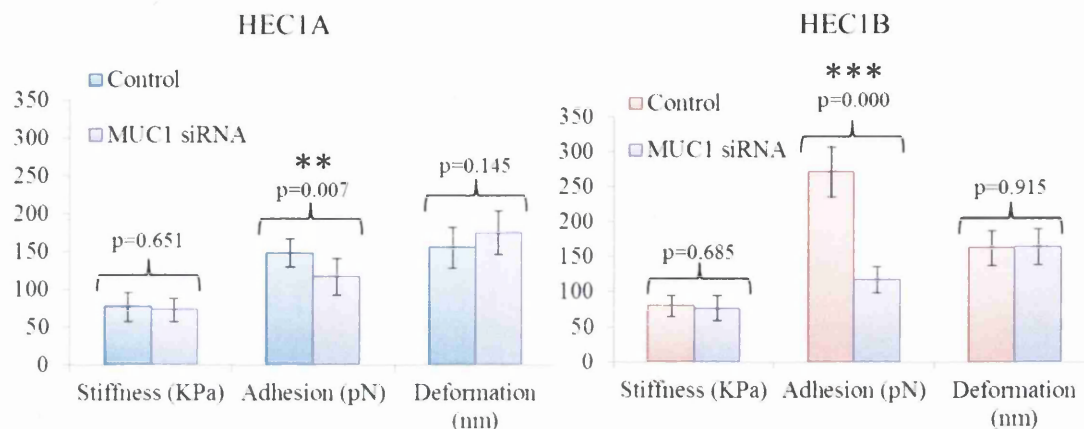 HEC1A
Control
MUC1 siRNA
350
300
250
200
150
100
50
0
p=0.651
**
p=0.007
p=0.145
Stiffness (KPa)
Adhesion (pN)
Deformation
(nm)
HEC1B
Control
MUC1 siRNA
350
300
250
200
150
100
50
0
p=0.685
***
p=0.000
p=0.915
Stiffness (KPa)
Adhesion (pN)
Deformation
(nm)